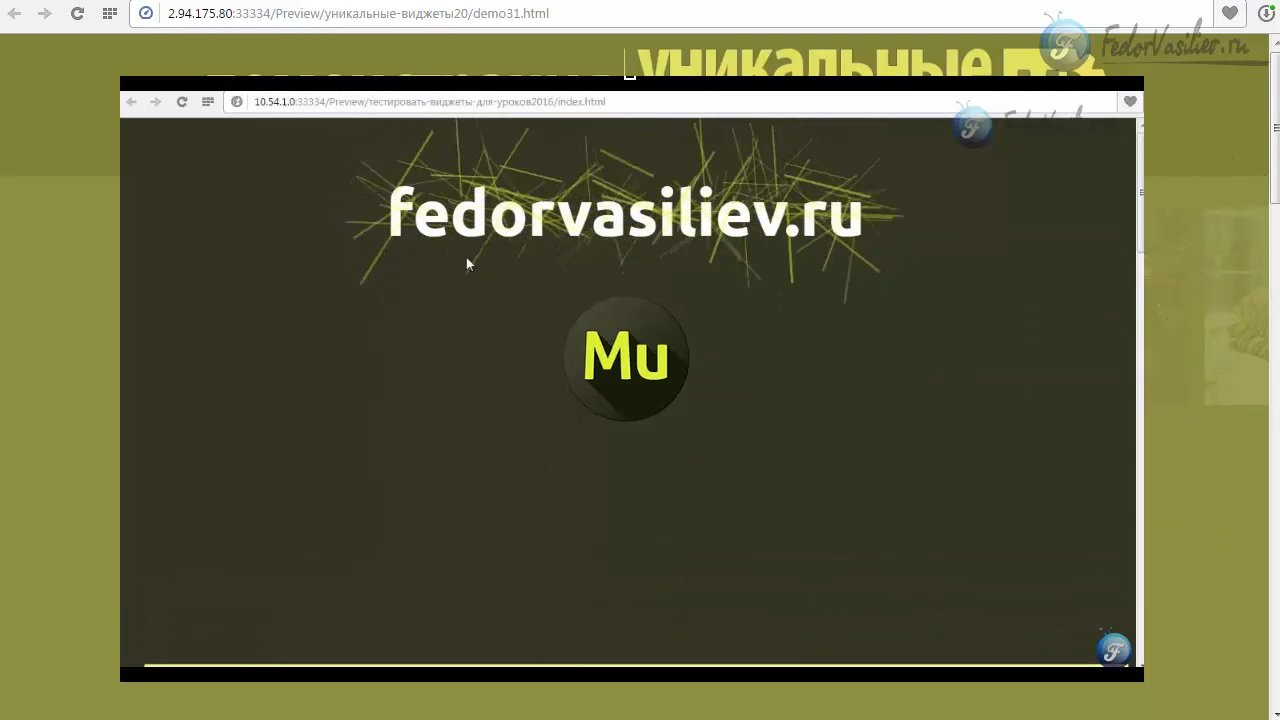 2.94.175.80:33334/Preview/уникальные-виджеты20/demo31.html
FedorVasiliev.ru
уникальные
10.54.1.0:33334/Preview/тестировать-виджеты-для-уроков2016/index.html
fedorvasiliev.ru
Mu